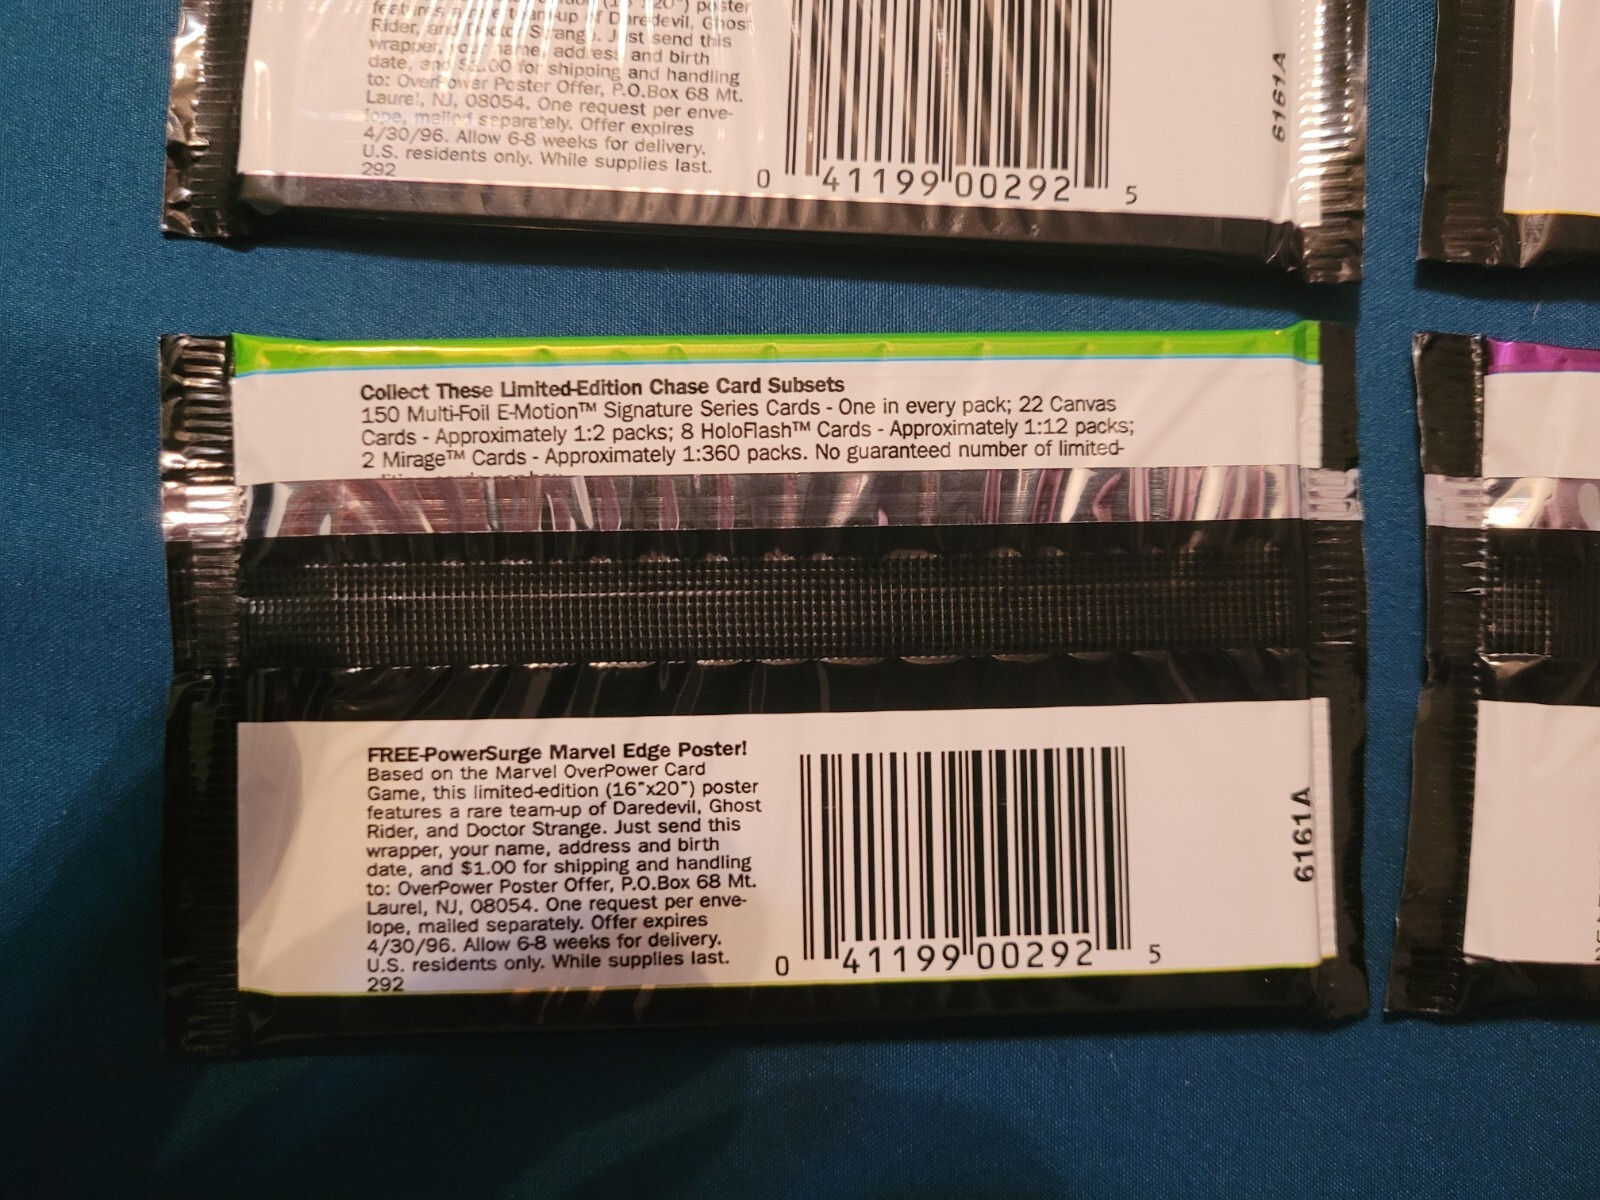 (16"x20") poster
features a rare team-up of Daredevil, Ghost
Rider, and Doctor Strange. Just send this
wrapper, your name, address and birth
date, and $1.00 for shipping and handling
to: OverPower Poster Offer, P.O.Box 68 Mt.
Laurel, NJ, 08054. One request per enve-
lope, mailed separately. Offer expires
4/30/96. Allow 6-8 weeks for delivery.
U.S. residents only. While supplies last.
292
0 41199 00292 5
6161A
Collect These Limited-Edition Chase Card Subsets
150 Multi-Foil E-Motion™ Signature Series Cards - One in every pack; 22 Canvas
Cards - Approximately 1:2 packs; 8 HoloFlash™ Cards - Approximately 1:12 packs;
2 Mirage™ Cards - Approximately 1:360 packs. No guaranteed number of limited-
FREE-PowerSurge Marvel Edge Poster!
Based on the Marvel OverPower Card
Game, this limited-edition (16"x20") poster
features a rare team-up of Daredevil, Ghost
Rider, and Doctor Strange. Just send this
wrapper, your name, address and birth
date, and $1.00 for shipping and handling
to: OverPower Poster Offer, P.O.Box 68 Mt.
Laurel, NJ, 08054. One request per enve-
lope, mailed separately. Offer expires
4/30/96. Allow 6-8 weeks for delivery.
U.S. residents only. While supplies last.
292
0 41199 00292 5
6161A